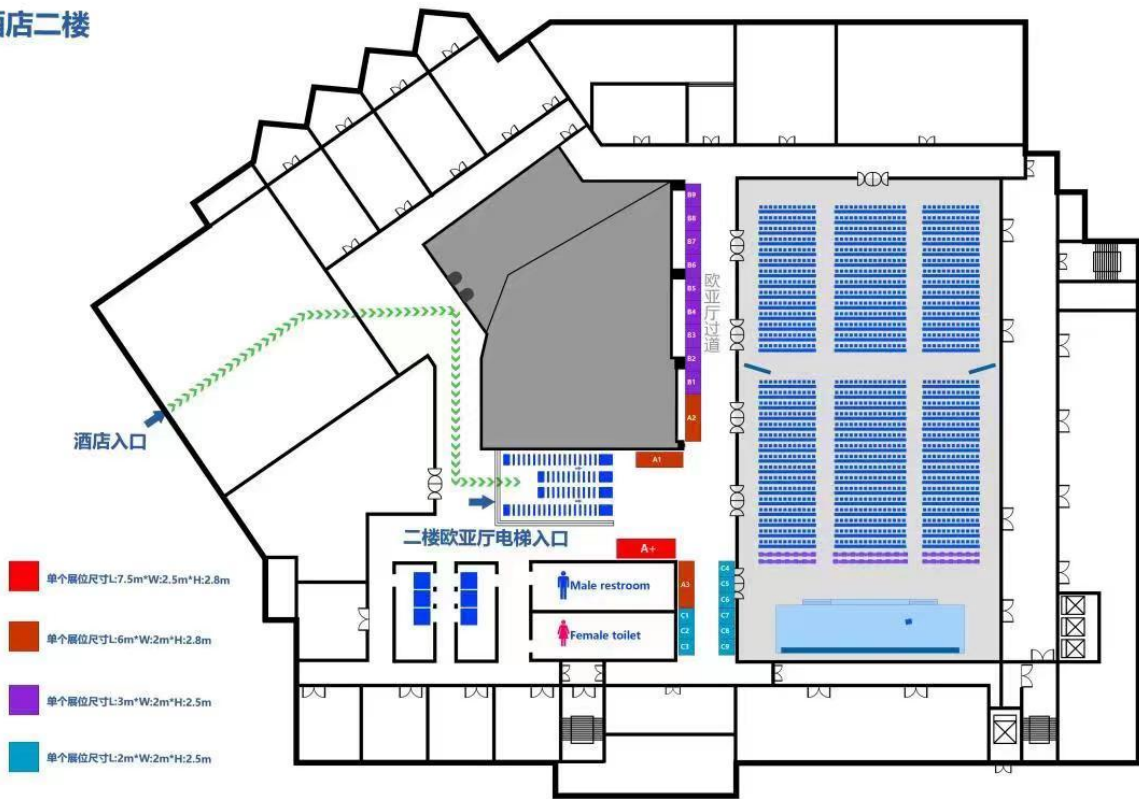 酒店二楼
B9
B8
B7
B6
B5
B4
B3
B2
B1
A2
欧亚厅过道
酒店入口
A1
二楼欧亚厅电梯入口
A+
Male restroom
Female toilet
A3
C1
C2
C3
C4
C5
C6
C7
C8
C9
单个展位尺寸L:7.5m*W:2.5m*H:2.8m
单个展位尺寸L:6m*W:2m*H:2.8m
单个展位尺寸L:3m*W:2m*H:2.5m
单个展位尺寸L:2m*W:2m*H:2.5m